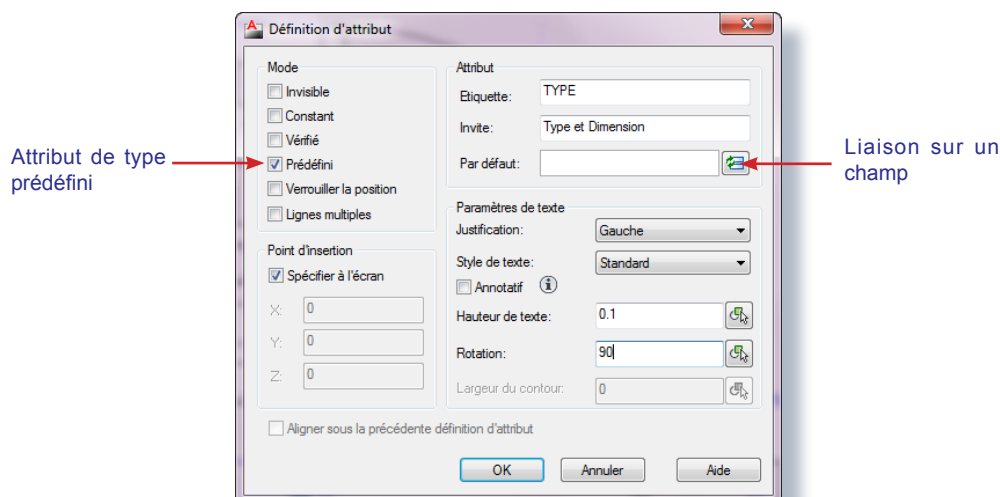 Définition d'attribut
Mode
Invisible
Constant
Vérifié
Prédéfini
Verrouiller la position
Lignes multiples
Attribut de type
prédéfini
Point d'insertion
Spécifier à l'écran
X: 0
Y: 0
Z: 0
Attribut
Etiquette: TYPE
Invite: Type et Dimension
Par défaut:
Liaison sur un
champ
Paramètres de texte
Justification: Gauche
Style de texte: Standard
Annotatif
Hauteur de texte: 0.1
Rotation: 90
Largeur du contour: 0
Aligner sous la précédente définition d'attribut
OK Annuler Aide